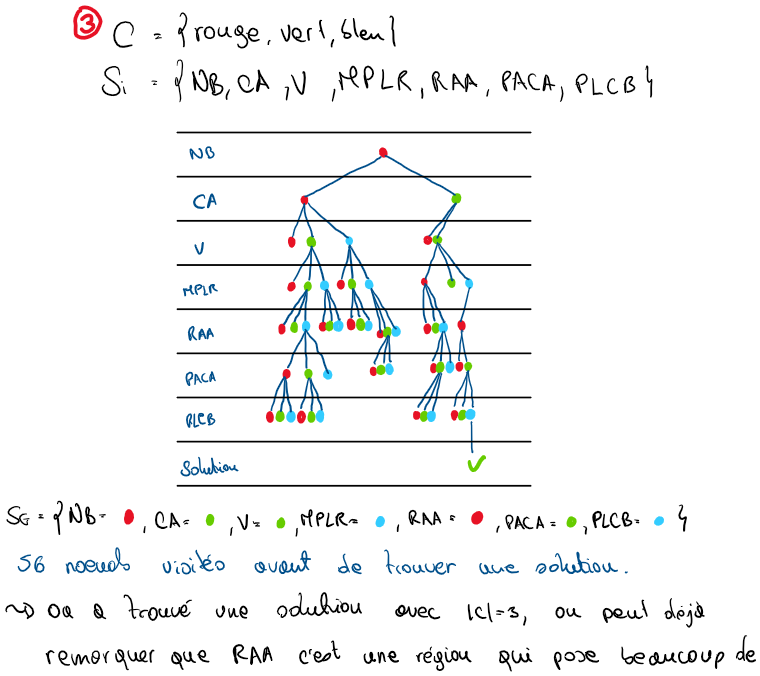 3 C = {rouge, vert, bleu}
Si = {NB, CA, V, MPLR, RAA, PACA, PLCB}
NB
CA
V
MPLR
RAA
PACA
PLCB
Solution
SG = {NB= , CA= , V= , MPLR= , RAA = , PACA = , PLCB= }
56 noeuds visités avant de trouver une solution.
~> On a trouvé une solution avec |C|=3, on peut déjà
remarquer que RAA c'est une région qui pose beaucoup de